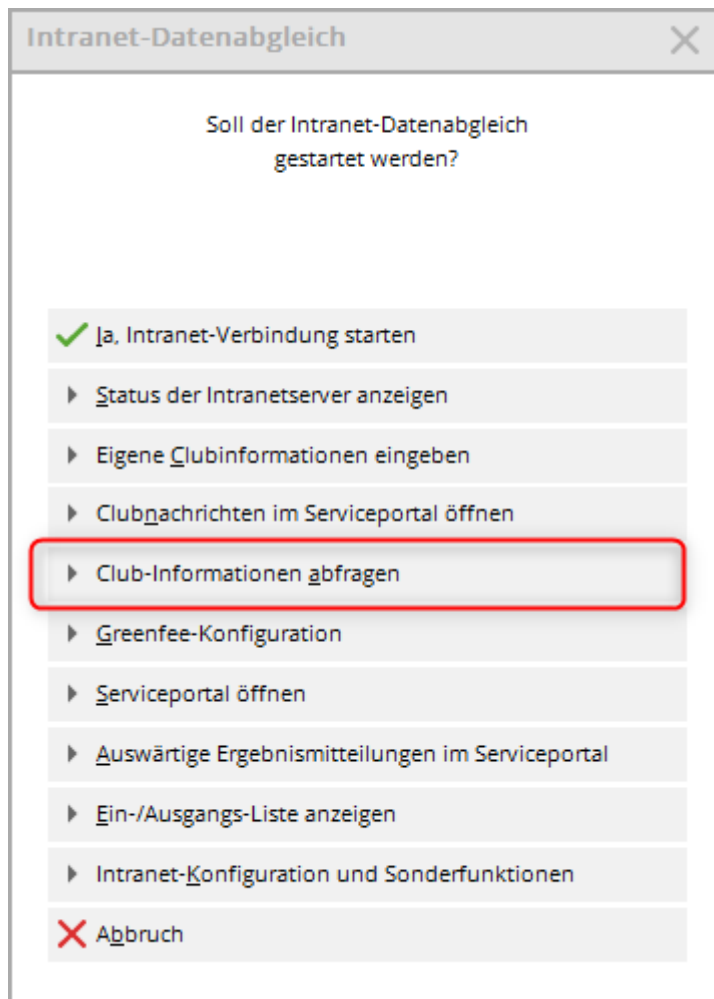 Intranet-Datenabgleich
Soll der Intranet-Datenabgleich
gestartet werden?
Ja, Intranet-Verbindung starten
Status der Intranetserver anzeigen
Eigene Clubinformationen eingeben
Clubnachrichten im Serviceportal öffnen
Club-Informationen abfragen
Greenfee-Konfiguration
Serviceportal öffnen
Auswärtige Ergebnismitteilungen im Serviceportal
Ein-/Ausgangs-Liste anzeigen
Intranet-Konfiguration und Sonderfunktionen
Abbruch